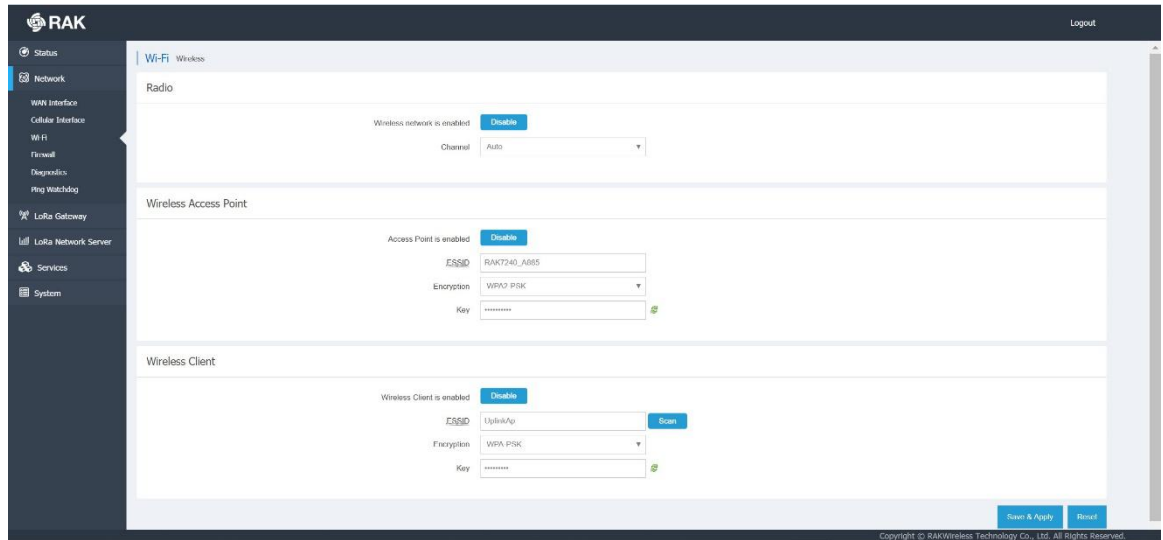 RAK
Logout
Status
Network
WAN Interface
Cellular Interface
Wi-Fi
Firewall
Diagnostics
Ping Watchdog
LoRa Gateway
LoRa Network Server
Services
System
Wi-Fi Wireless
Radio
Wireless network is enabled Disable
Channel Auto
Wireless Access Point
Access Point is enabled Disable
ESSID RAK7240_A885
Encryption WPA2-PSK
Key ••••••••••
Wireless Client
Wireless Client is enabled Disable
ESSID UplinkAp Scan
Encryption WPA-PSK
Key •••••••••
Save & Apply Reset
Copyright © RAKWireless Technology Co., Ltd. All Rights Reserved.